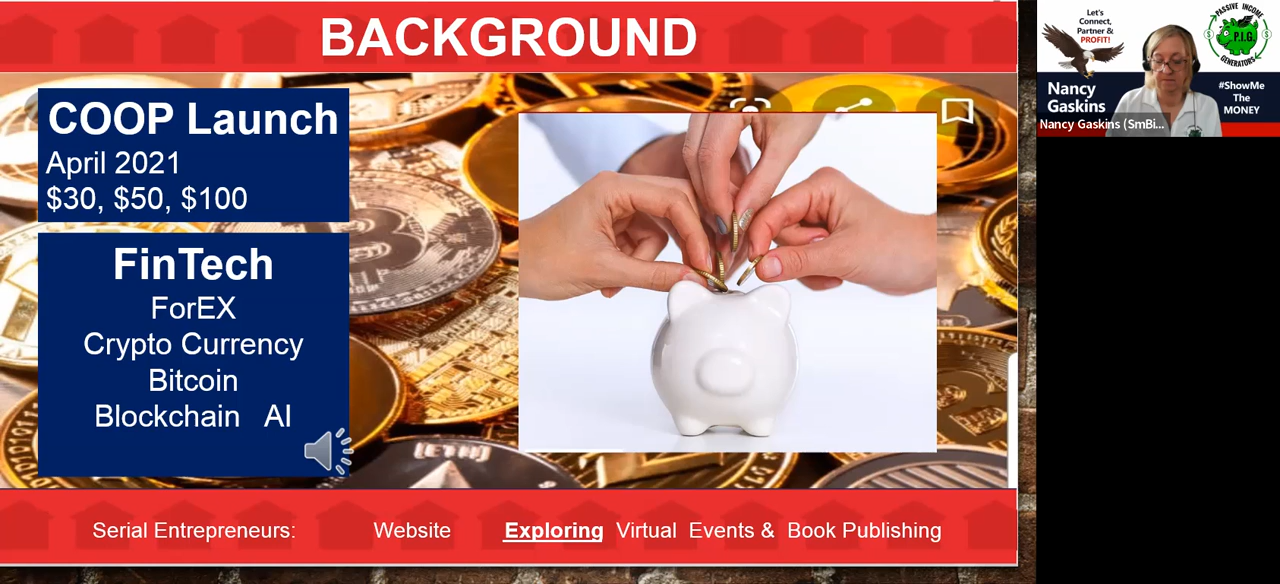 BACKGROUND
COOP Launch
April 2021
$30, $50, $100
FinTech
ForEX
Crypto Currency
Bitcoin
Blockchain AI
[ETH]
Serial Entrepreneurs: Website Exploring Virtual Events & Book Publishing
Let's
Connect,
Partner &
PROFIT!
PASSIVE INCOME
P.I.G.
GENERATORS
Nancy
Gaskins
#ShowMe
The
MONEY
Nancy Gaskins (SmBi...